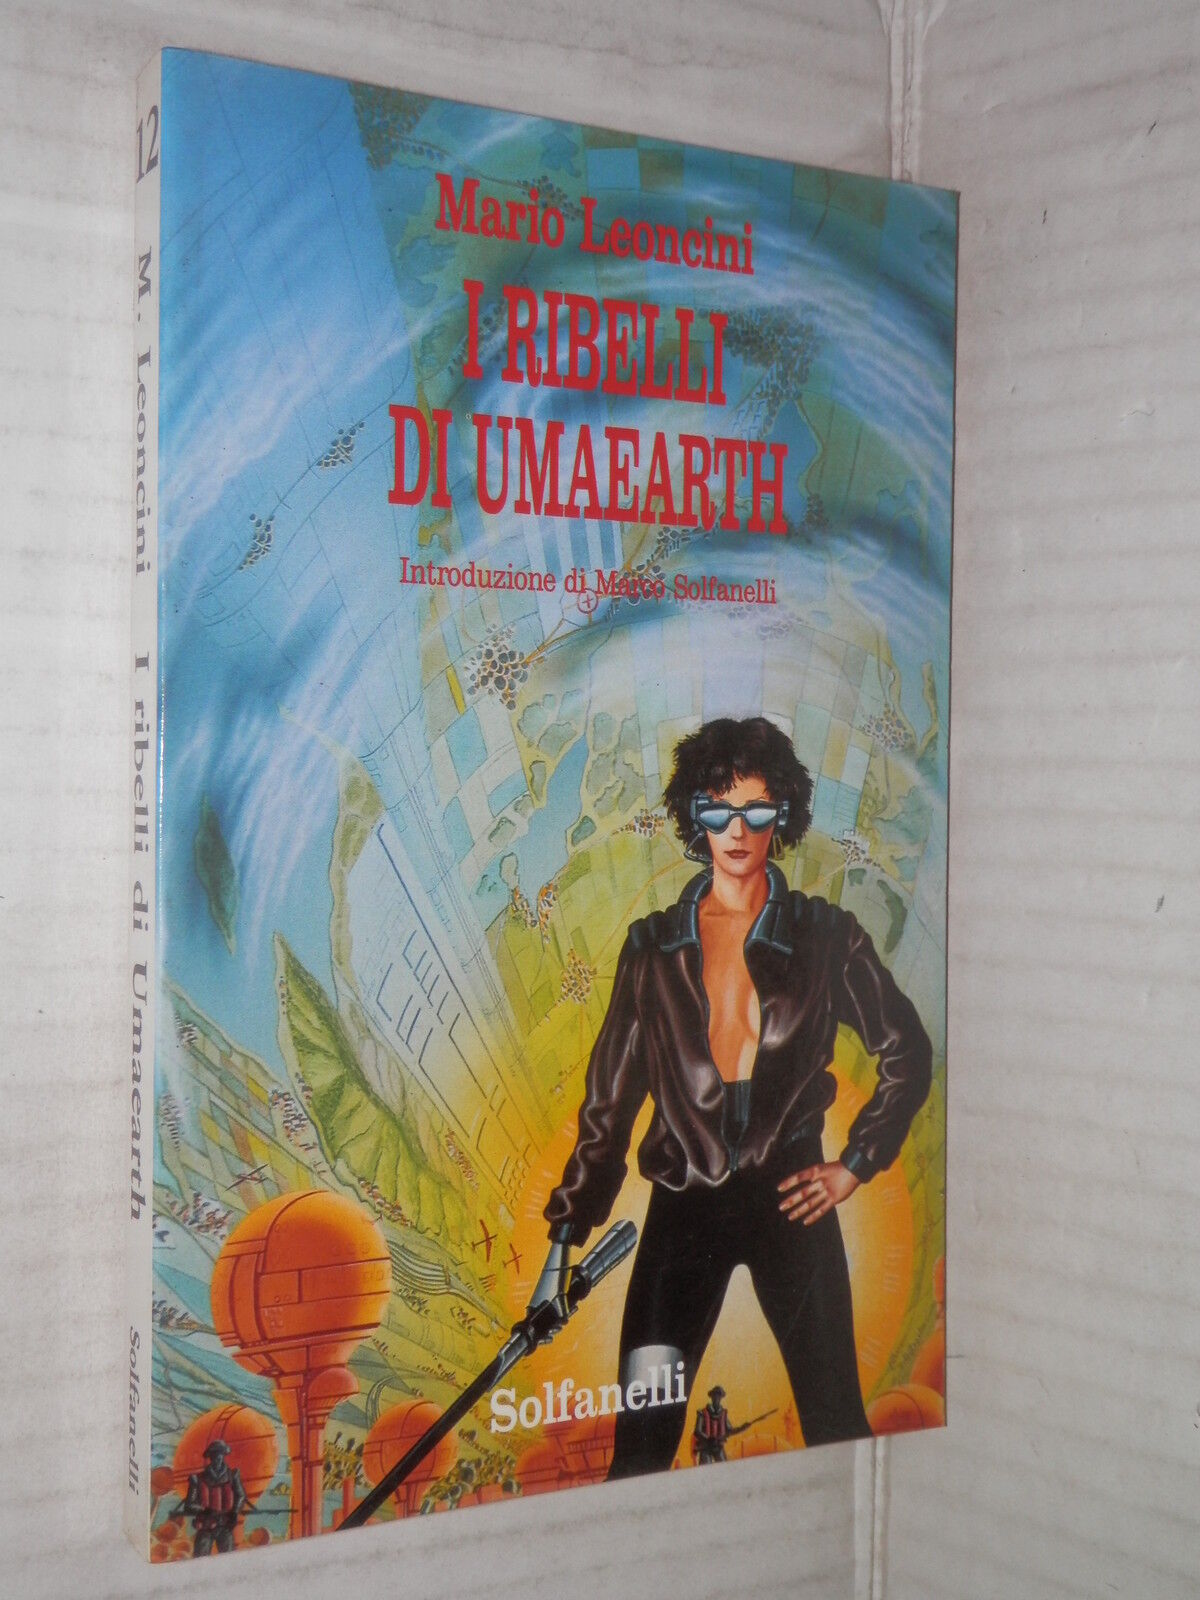 Mario Leoncini
I RIBELLI
DI UMAEARTH
Introduzione di Marco Solfanelli
Solfanelli
12 M. Leoncini I ribelli di Umaearth Solfanelli